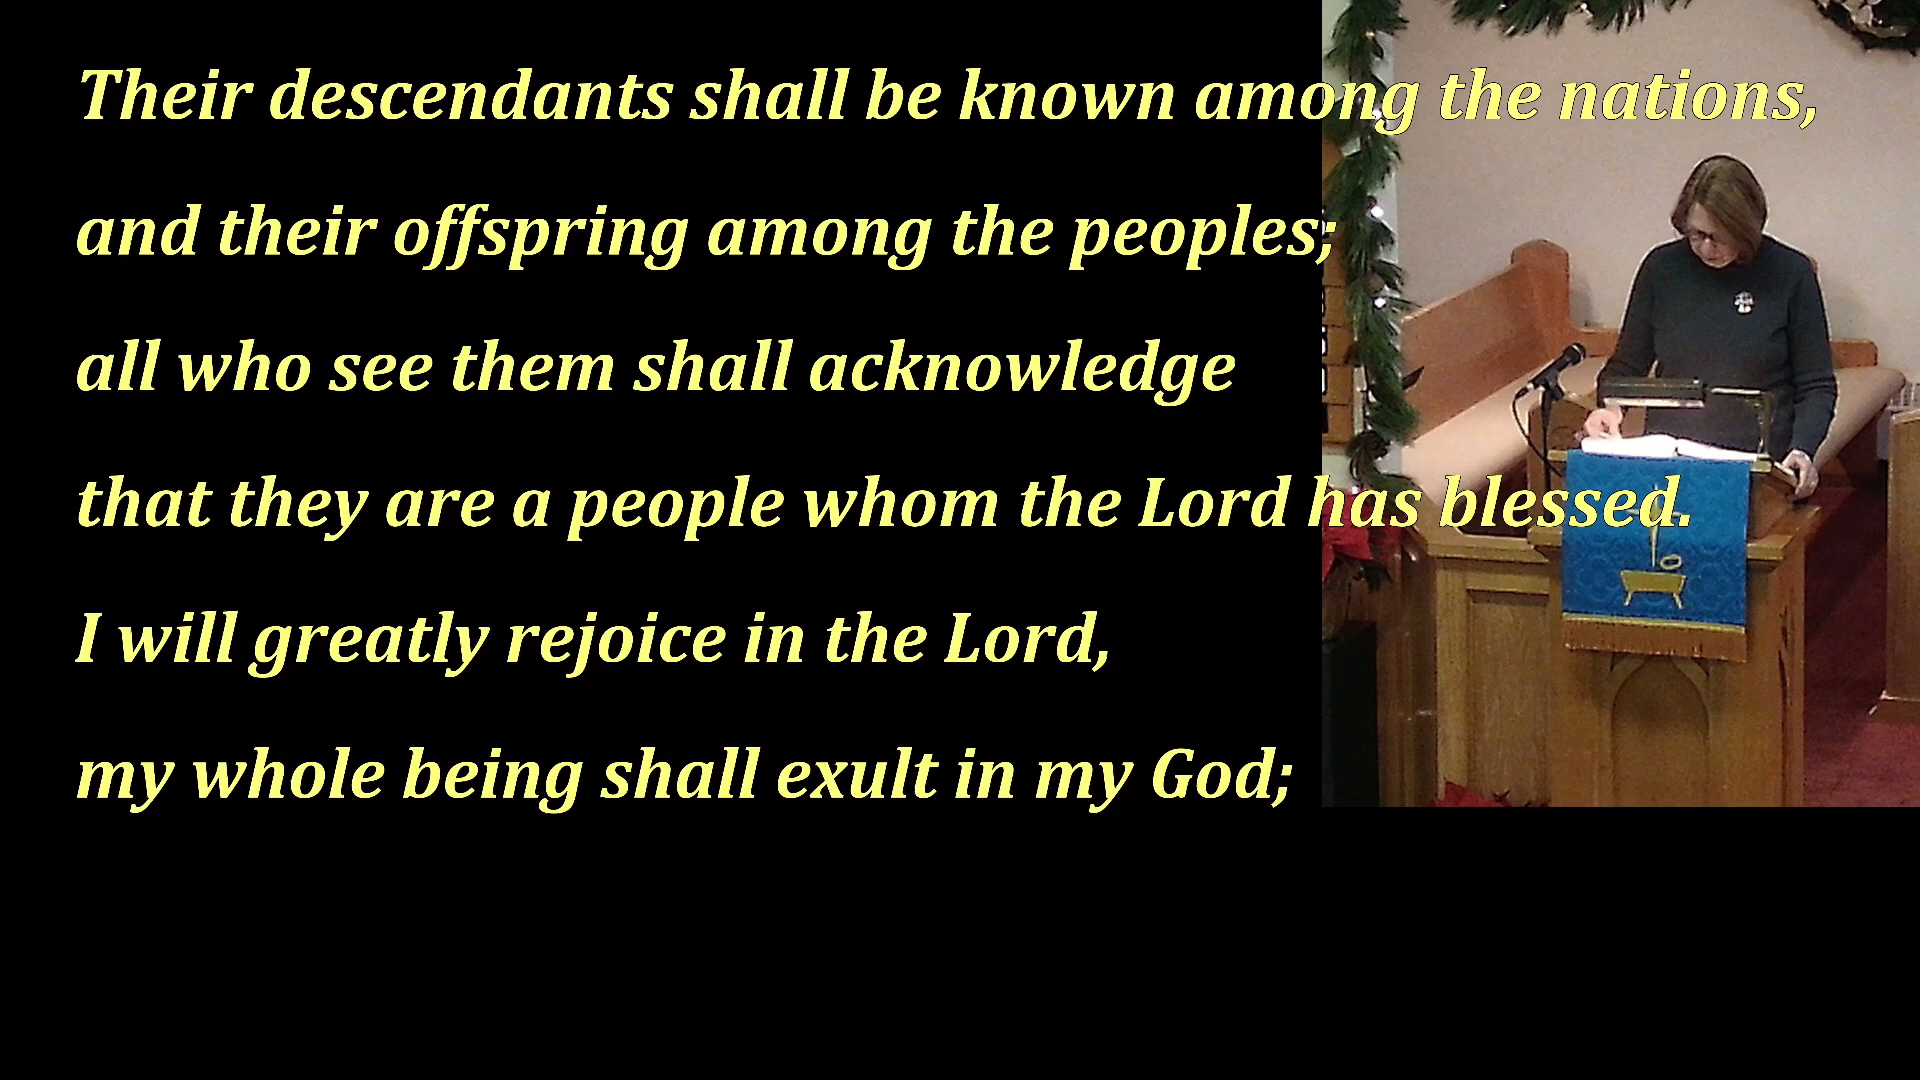 Their descendants shall be known among the nations,
and their offspring among the peoples;
all who see them shall acknowledge
that they are a people whom the Lord has blessed.
I will greatly rejoice in the Lord,
my whole being shall exult in my God;